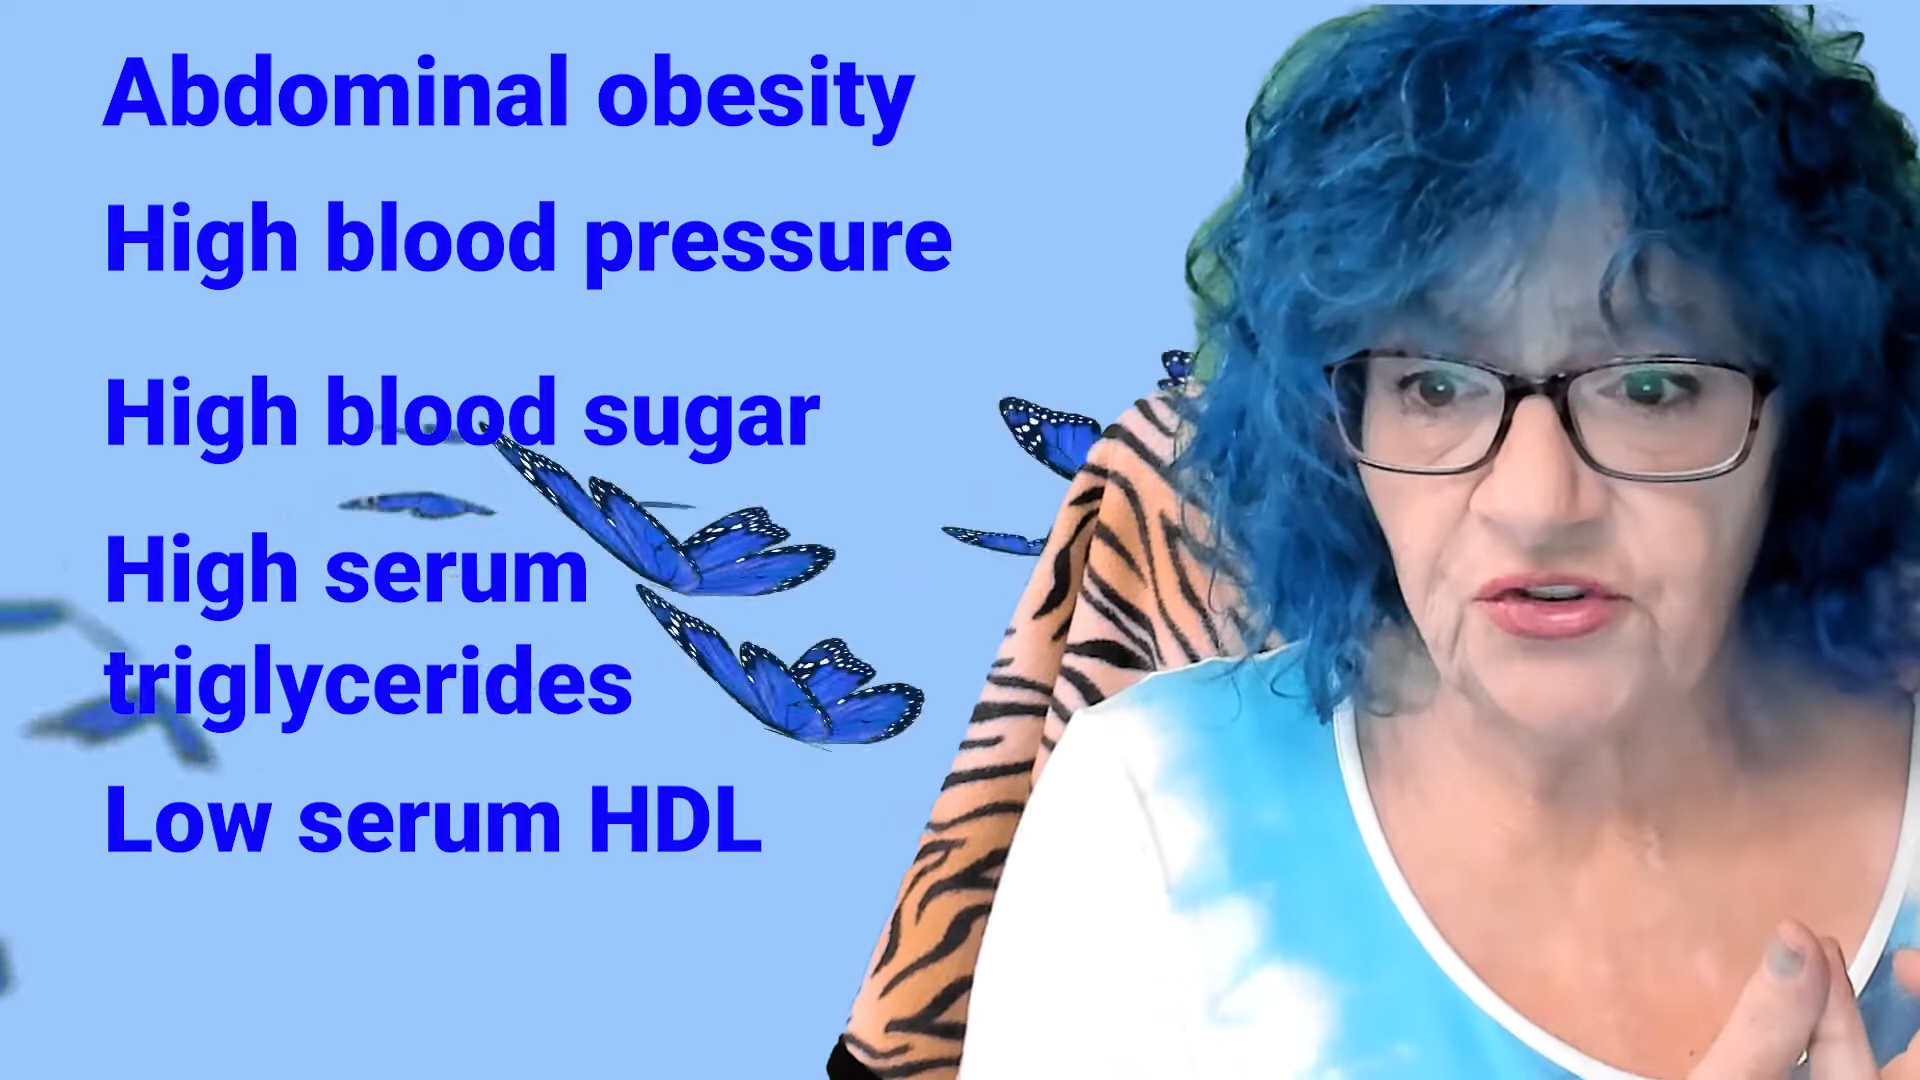 Abdominal obesity
High blood pressure
High blood sugar
High serum
triglycerides
Low serum HDL